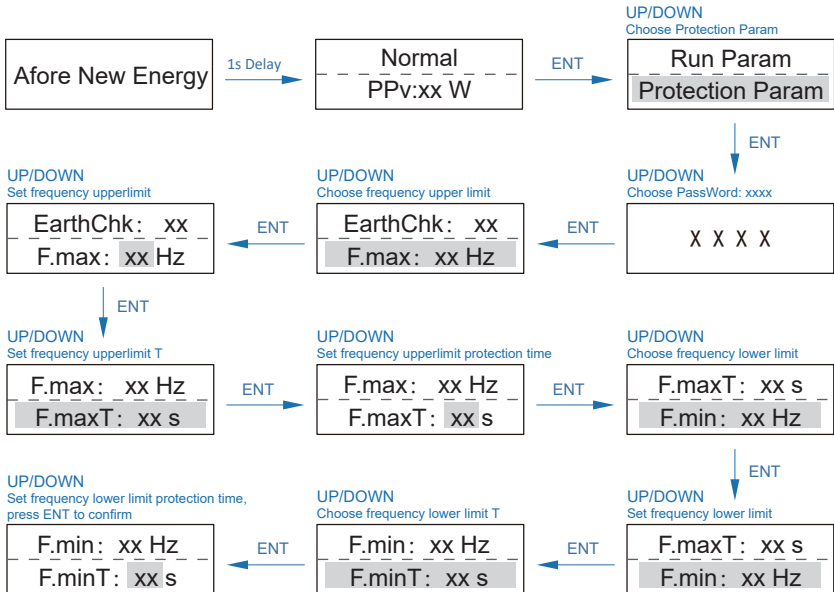 UP/DOWN
Choose Protection Param
Afore New Energy
1s Delay
Normal
PPv:xx W
ENT
Run Param
Protection Param
ENT
UP/DOWN
Set frequency upperlimit
EarthChk: xx
F.max: xx Hz
ENT
UP/DOWN
Choose frequency upper limit
EarthChk: xx
F.max: xx Hz
ENT
UP/DOWN
Choose PassWord: xxxx
X X X X
ENT
UP/DOWN
Set frequency upperlimit T
F.max: xx Hz
F.maxT: xx s
ENT
UP/DOWN
Set frequency upperlimit protection time
F.max: xx Hz
F.maxT: xx s
ENT
UP/DOWN
Choose frequency lower limit
F.maxT: xx s
F.min: xx Hz
ENT
UP/DOWN
Set frequency lower limit protection time,
press ENT to confirm
F.min: xx Hz
F.minT: xx s
ENT
UP/DOWN
Choose frequency lower limit T
F.min: xx Hz
F.minT: xx s
ENT
UP/DOWN
Set frequency lower limit
F.maxT: xx s
F.min: xx Hz